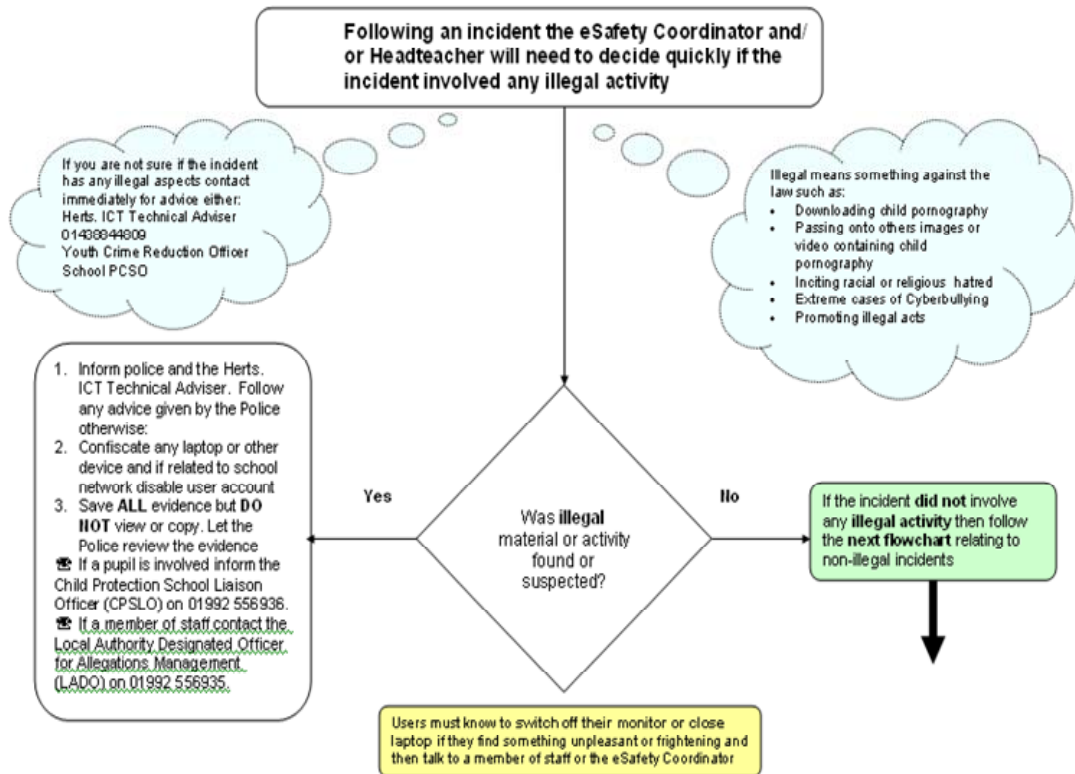 Following an incident the eSafety Coordinator and/
or Headteacher will need to decide quickly if the
incident involved any illegal activity
If you are not sure if the incident
has any illegal aspects contact
immediately for advice either:
Herts. ICT Technical Adviser
01438844809
Youth Crime Reduction Officer
School PCSO
Illegal means something against the
law such as:
• Downloading child pornography
• Passing onto others images or
video containing child
pornography
• Inciting racial or religious hatred
• Extreme cases of Cyberbullying
• Promoting illegal acts
1. Inform police and the Herts.
ICT Technical Adviser. Follow
any advice given by the Police
otherwise:
2. Confiscate any laptop or other
device and if related to school
network disable user account
3. Save ALL evidence but DO
NOT view or copy. Let the
Police review the evidence
☎ If a pupil is involved inform the
Child Protection School Liaison
Officer (CPSLO) on 01992 556936.
☎ If a member of staff contact the
Local Authority Designated Officer
for Allegations Management
(LADO) on 01992 556935.
Yes
Was illegal
material or activity
found or
suspected?
No
If the incident did not involve
any illegal activity then follow
the next flowchart relating to
non-illegal incidents
Users must know to switch off their monitor or close
laptop if they find something unpleasant or frightening and
then talk to a member of staff or the eSafety Coordinator